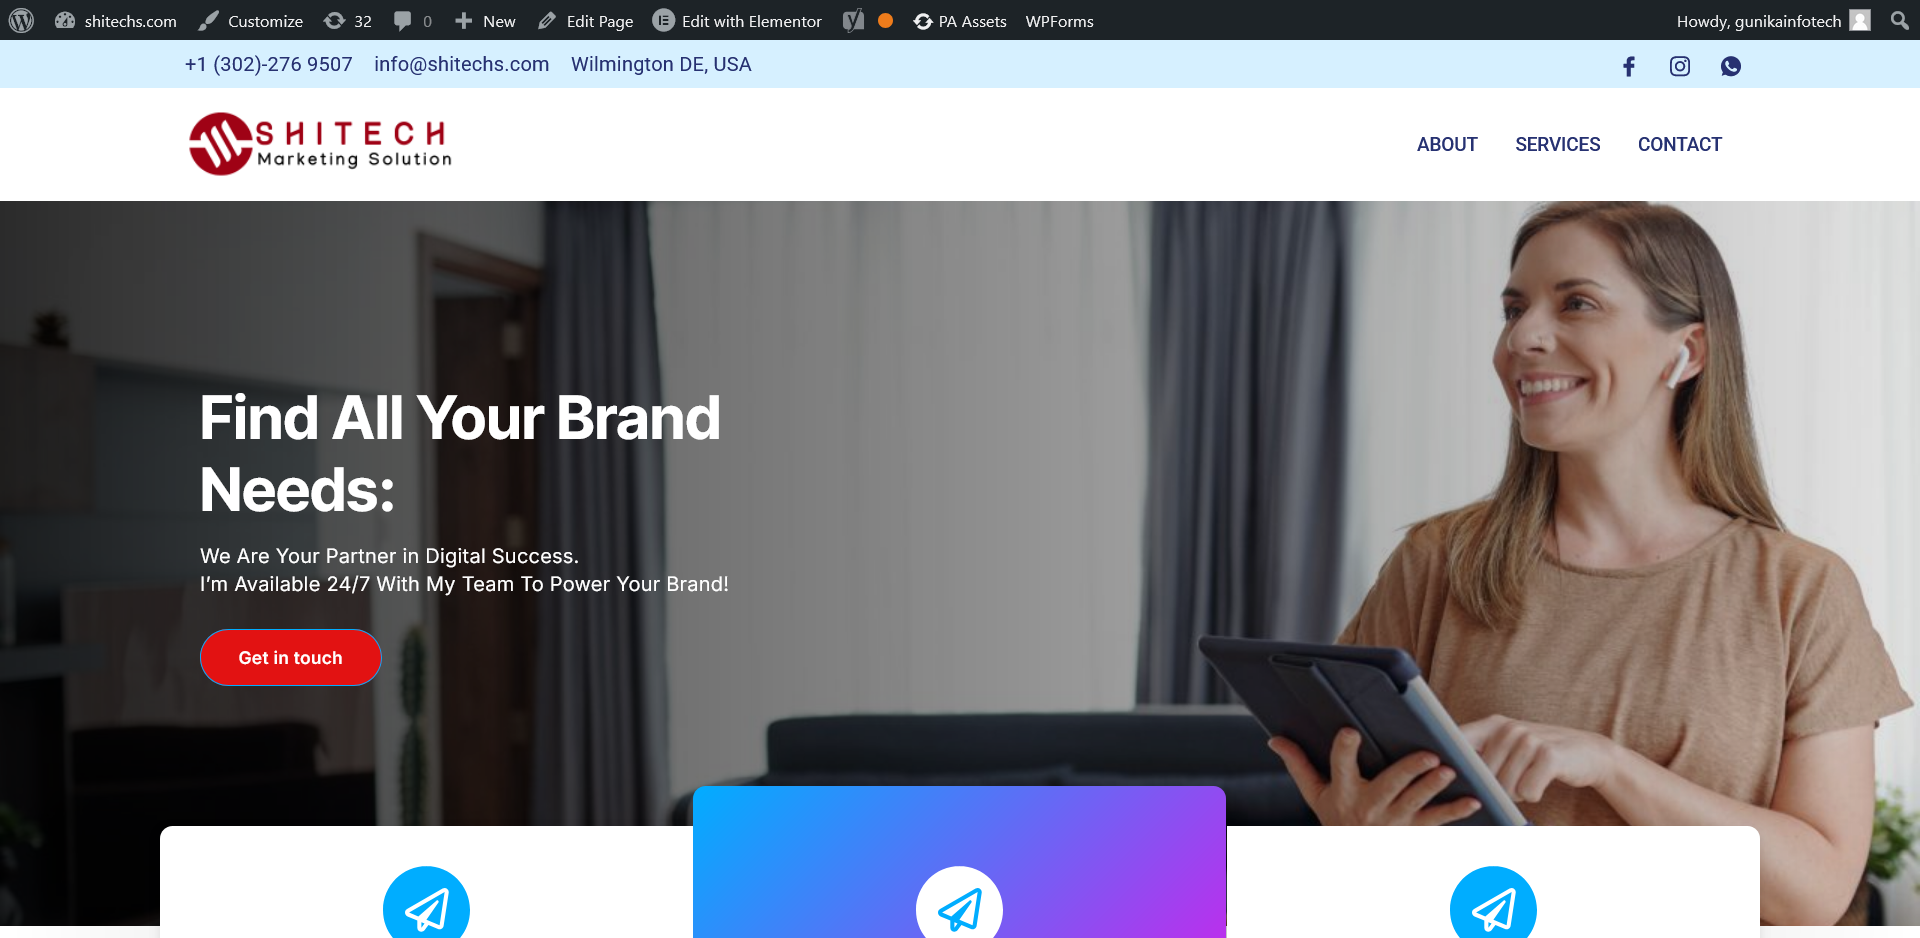 shitechs.com Customize 32 0 New Edit Page Edit with Elementor PA Assets WPForms Howdy, gunikainfotech
+1 (302)-276 9507 info@shitechs.com Wilmington DE, USA
SHITECH
Marketing Solution
ABOUT SERVICES CONTACT
Find All Your Brand
Needs:
We Are Your Partner in Digital Success.
I'm Available 24/7 With My Team To Power Your Brand!
Get in touch